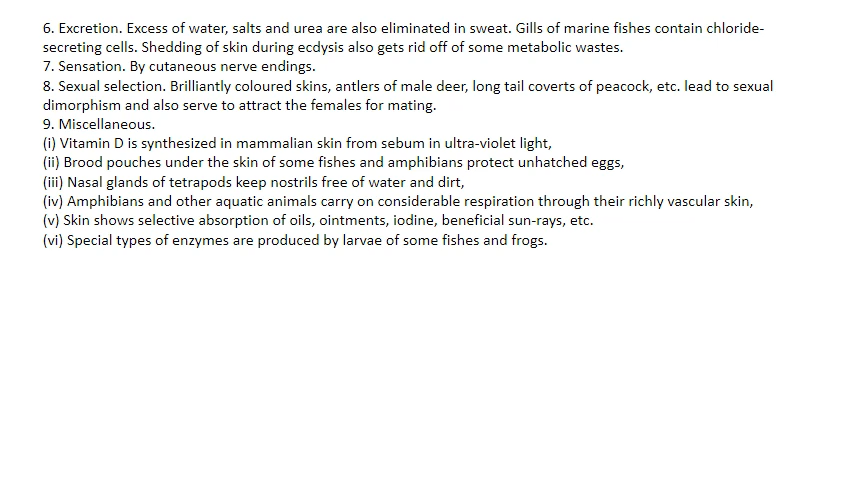 6. Excretion. Excess of water, salts and urea are also eliminated in sweat. Gills of marine fishes contain chloride-
secreting cells. Shedding of skin during ecdysis also gets rid off of some metabolic wastes.
7. Sensation. By cutaneous nerve endings.
8. Sexual selection. Brilliantly coloured skins, antlers of male deer, long tail coverts of peacock, etc. lead to sexual
dimorphism and also serve to attract the females for mating.
9. Miscellaneous.
(i) Vitamin D is synthesized in mammalian skin from sebum in ultra-violet light,
(ii) Brood pouches under the skin of some fishes and amphibians protect unhatched eggs,
(iii) Nasal glands of tetrapods keep nostrils free of water and dirt,
(iv) Amphibians and other aquatic animals carry on considerable respiration through their richly vascular skin,
(v) Skin shows selective absorption of oils, ointments, iodine, beneficial sun-rays, etc.
(vi) Special types of enzymes are produced by larvae of some fishes and frogs.